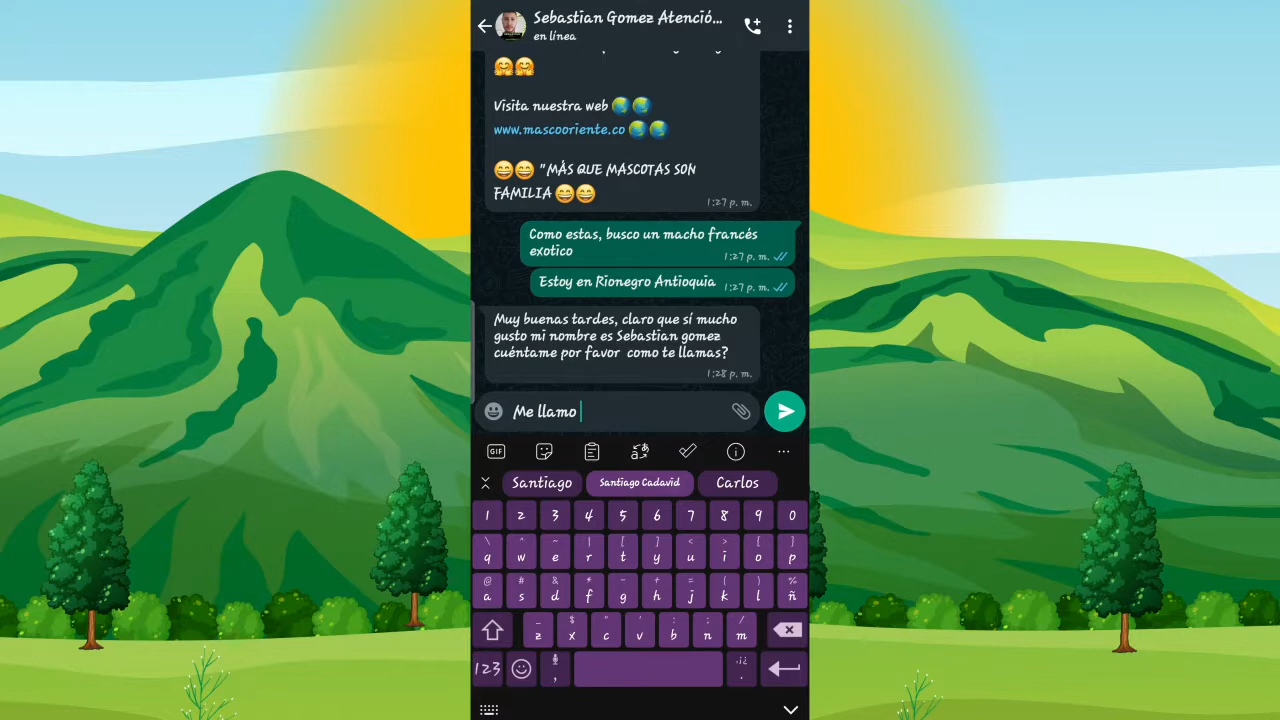 Sebastian Gomez Atenció...
en línea
🤗🤗
Visita nuestra web 🌏🌏
www.mascooriente.co 🌏🌏
😄😄 "MÁS QUE MASCOTAS SON
FAMILIA 😄😄
1:27 p. m.
Como estas, busco un macho francés
exotico
1:27 p. m.
Estoy en Rionegro Antioquia
1:27 p. m.
Muy buenas tardes, claro que sí mucho
gusto mi nombre es Sebastian gomez
cuéntame por favor como te llamas?
1:28 p. m.
Me llamo
GIF
Santiago Santiago Cadavid Carlos
1 2 3 4 5 6 7 8 9 0
\ ^ ~ | [ ] < > { }
q w e r t y u i o p
@ # & * - + = ( ) %
a s d f g h j k l ñ
_ $ " ' : ; /
z x c v b n m
123 , .